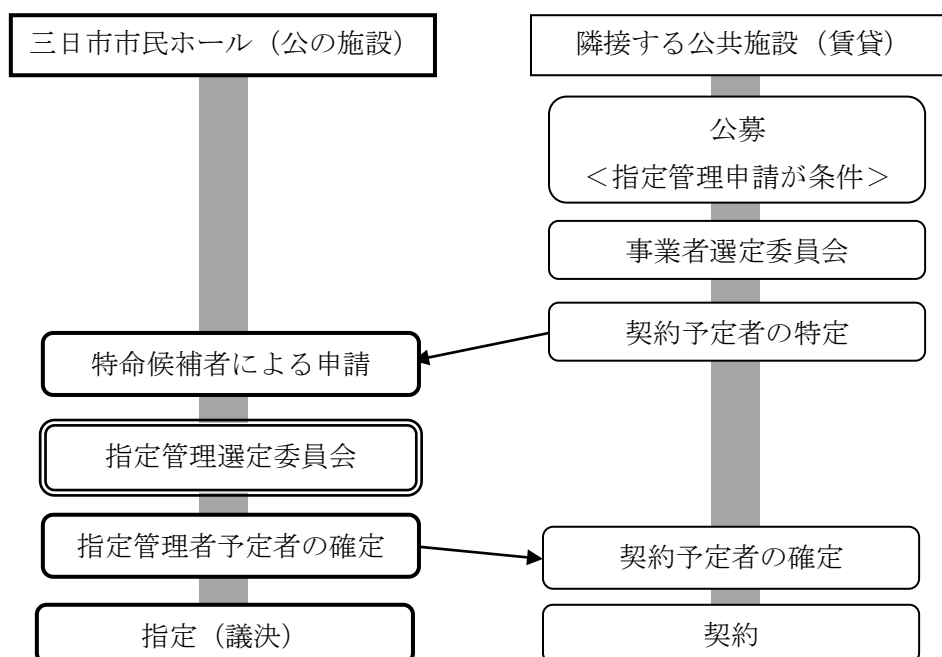 三日市市民ホール（公の施設）
隣接する公共施設（賃貸）
公募
＜指定管理申請が条件＞
事業者選定委員会
契約予定者の特定
特命候補者による申請
指定管理選定委員会
指定管理者予定者の確定
契約予定者の確定
指定（議決）
契約